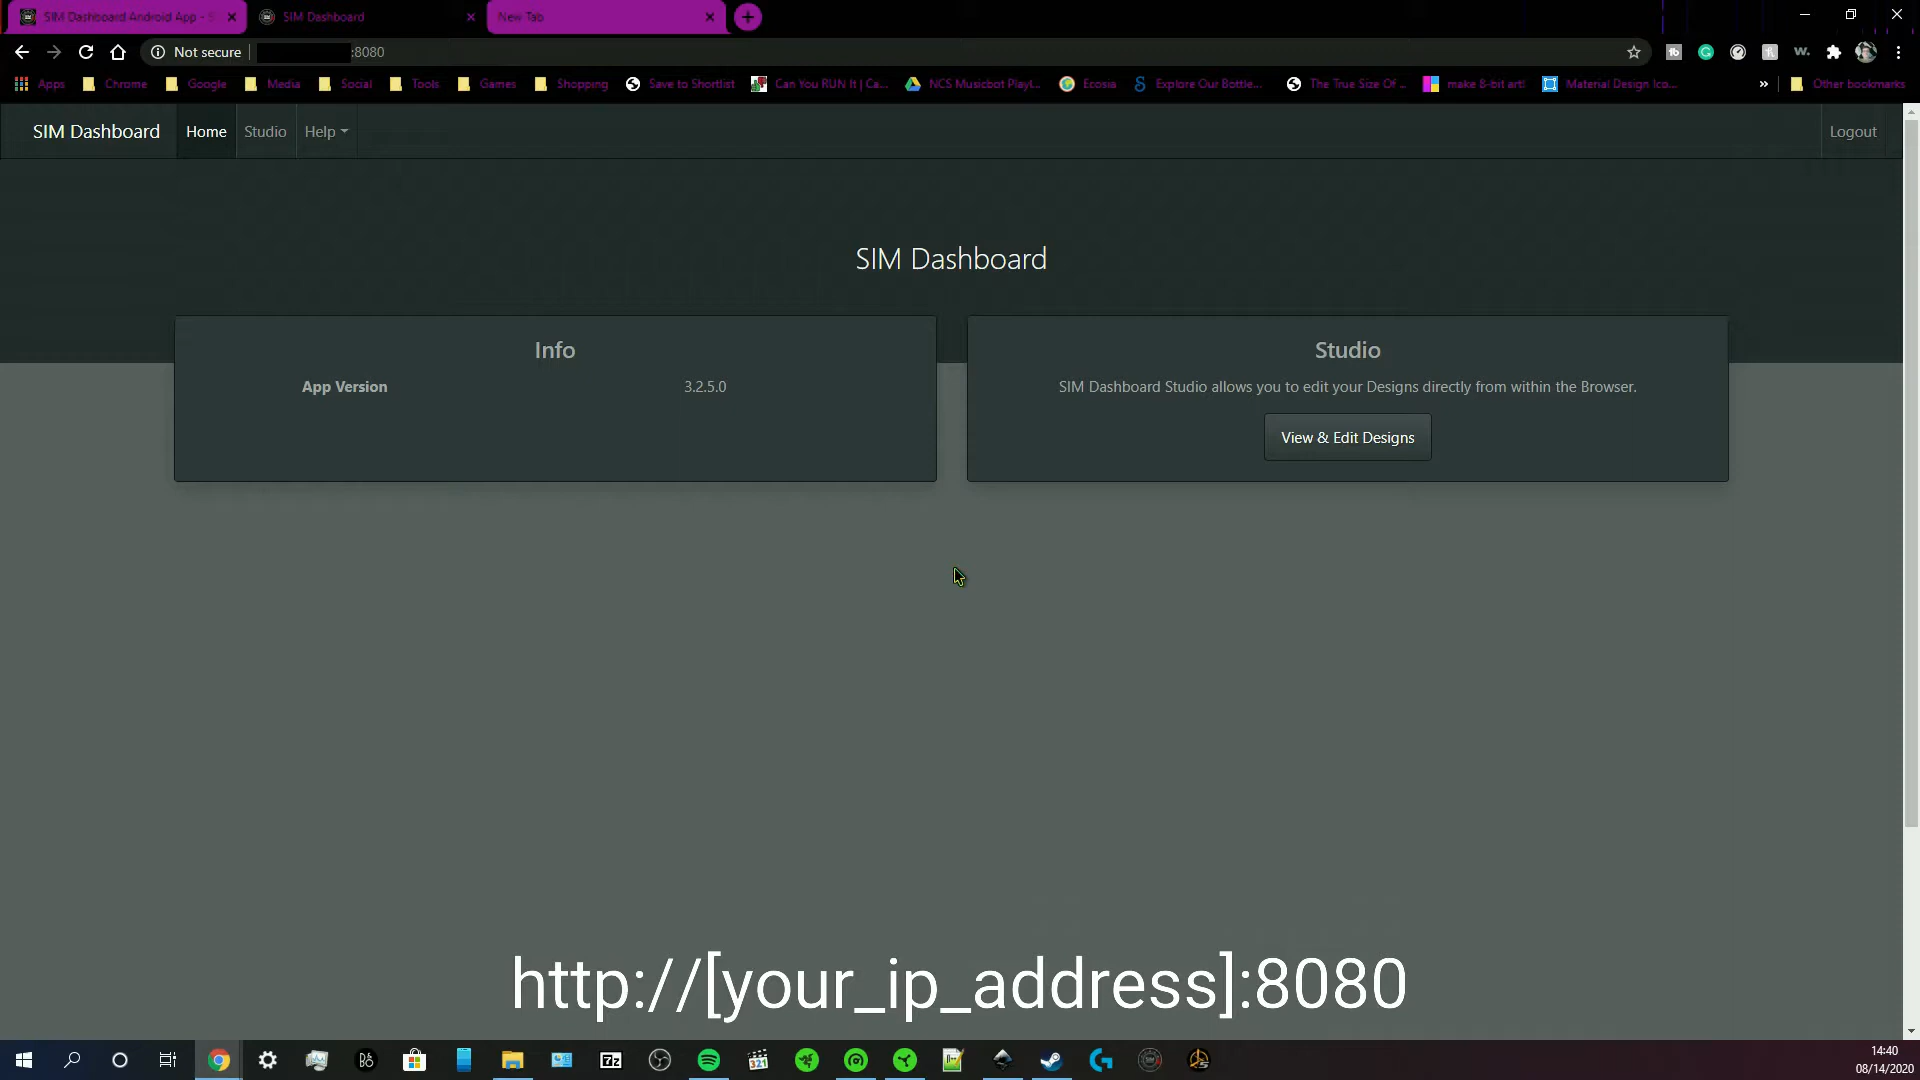 SIM Dashboard Android App - S
SIM Dashboard
New Tab
Not secure
:8080
Apps
Chrome
Google
Media
Social
Tools
Games
Shopping
Save to Shortlist
Can You RUN It | Ca...
NCS Musicbot Playl...
Ecosia
Explore Our Bottle...
The True Size Of ...
make 8-bit art!
Material Design Ico...
»
Other bookmarks
SIM Dashboard
Home
Studio
Help
Logout
SIM Dashboard
Info
App Version
3.2.5.0
Studio
SIM Dashboard Studio allows you to edit your Designs directly from within the Browser.
View & Edit Designs
http://[your_ip_address]:8080
7z
321
14:40
08/14/2020